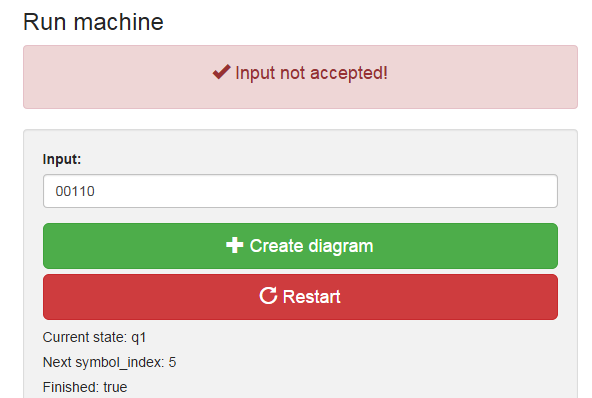 Run machine
Input not accepted!
Input:
00110
Create diagram
Restart
Current state: q1
Next symbol_index: 5
Finished: true